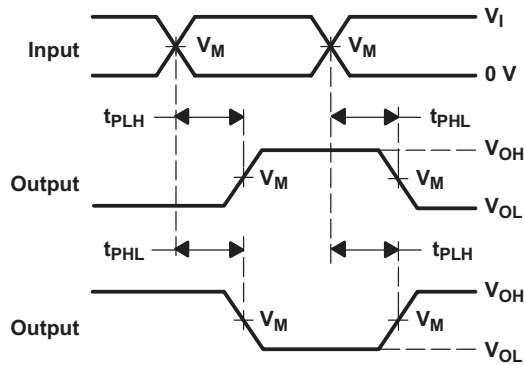 Input
V_M
V_M
V_I
0 V
t_PLH
t_PHL
Output
V_M
V_M
V_OH
V_OL
t_PHL
t_PLH
Output
V_M
V_M
V_OH
V_OL